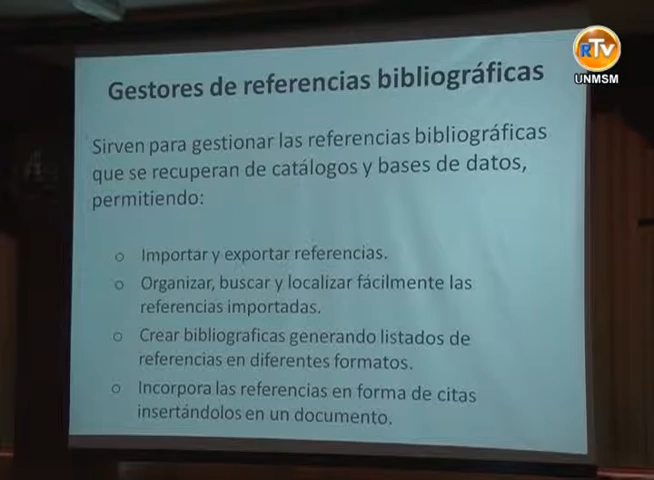 RTv
UNMSM
Gestores de referencias bibliográficas
Sirven para gestionar las referencias bibliográficas
que se recuperan de catálogos y bases de datos,
permitiendo:
o Importar y exportar referencias.
o Organizar, buscar y localizar fácilmente las
referencias importadas.
o Crear bibliograficas generando listados de
referencias en diferentes formatos.
o Incorpora las referencias en forma de citas
insertándolos en un documento.